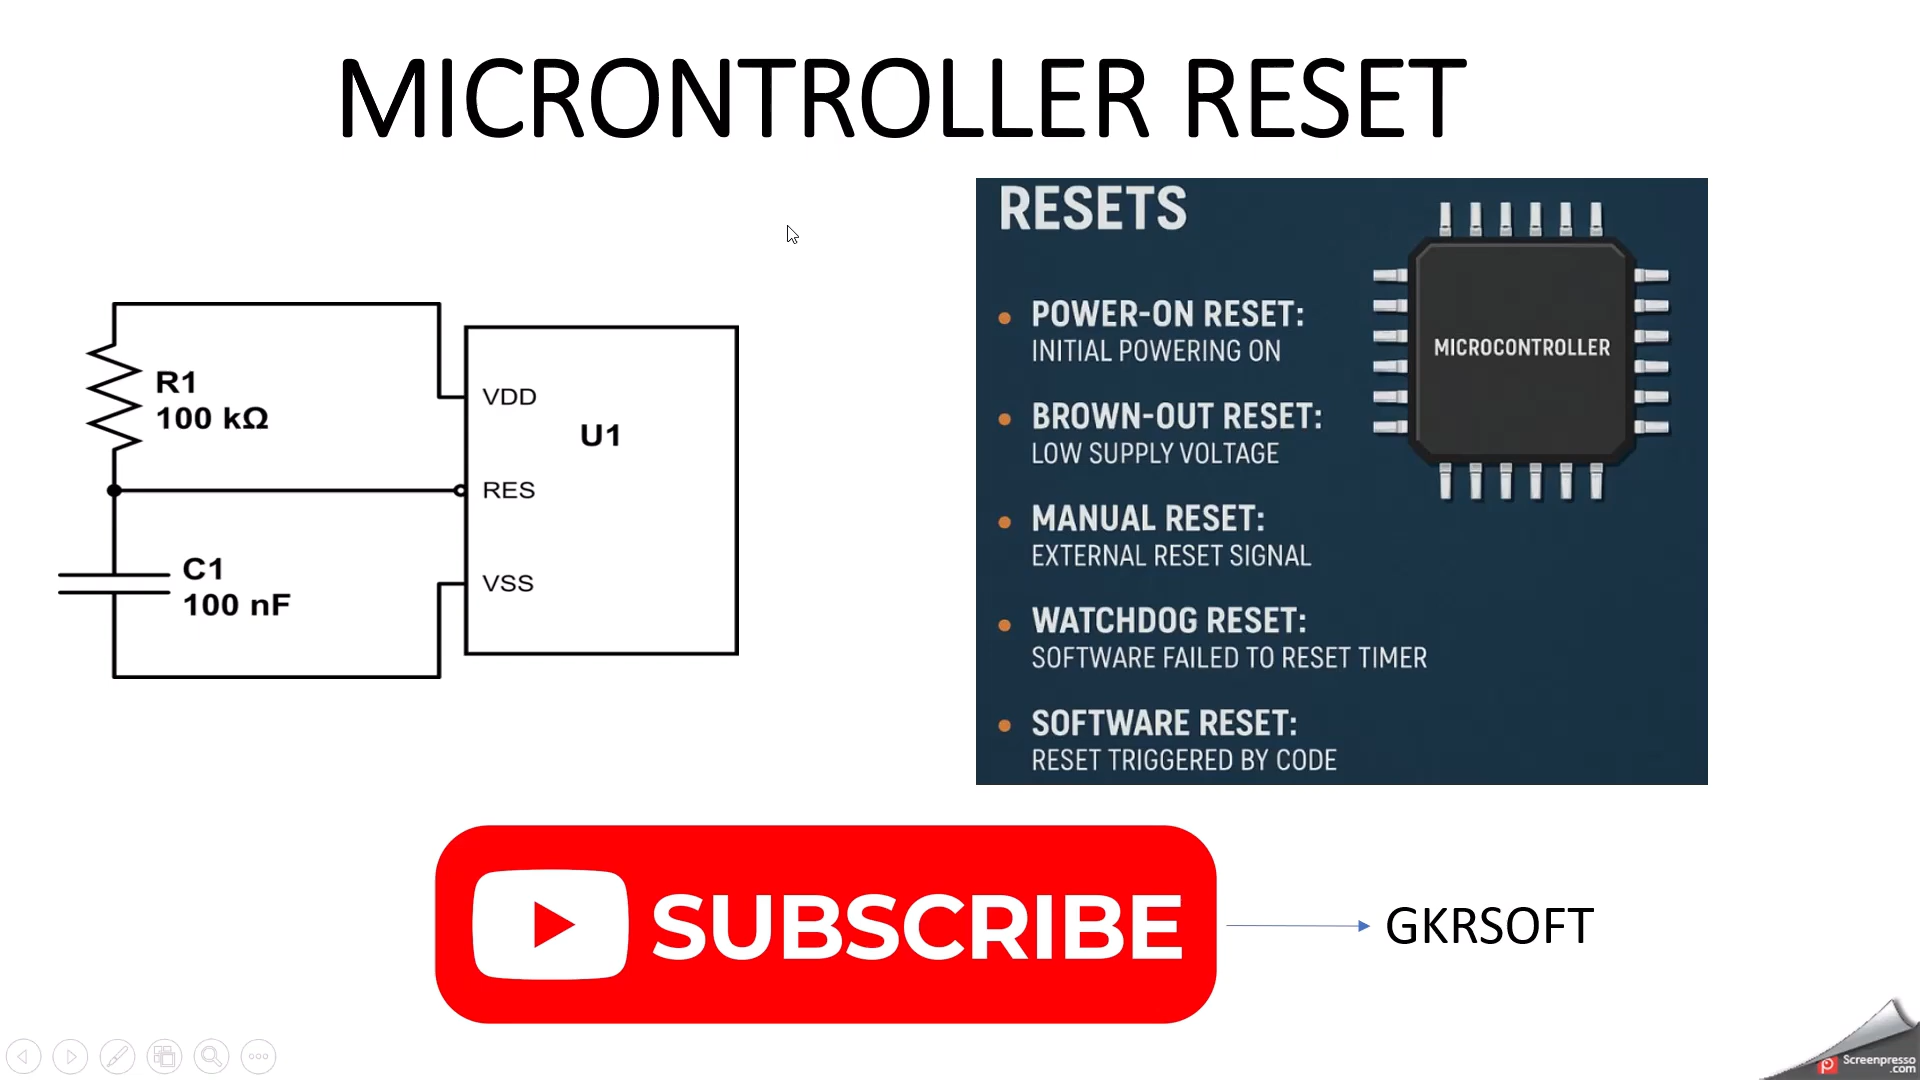 MICRONTROLLER RESET
R1
100 kΩ
C1
100 nF
VDD
U1
RES
VSS
RESETS
• POWER-ON RESET:
INITIAL POWERING ON
• BROWN-OUT RESET:
LOW SUPPLY VOLTAGE
• MANUAL RESET:
EXTERNAL RESET SIGNAL
• WATCHDOG RESET:
SOFTWARE FAILED TO RESET TIMER
• SOFTWARE RESET:
RESET TRIGGERED BY CODE
MICROCONTROLLER
SUBSCRIBE
GKRSOFT
Screenpresso
.com